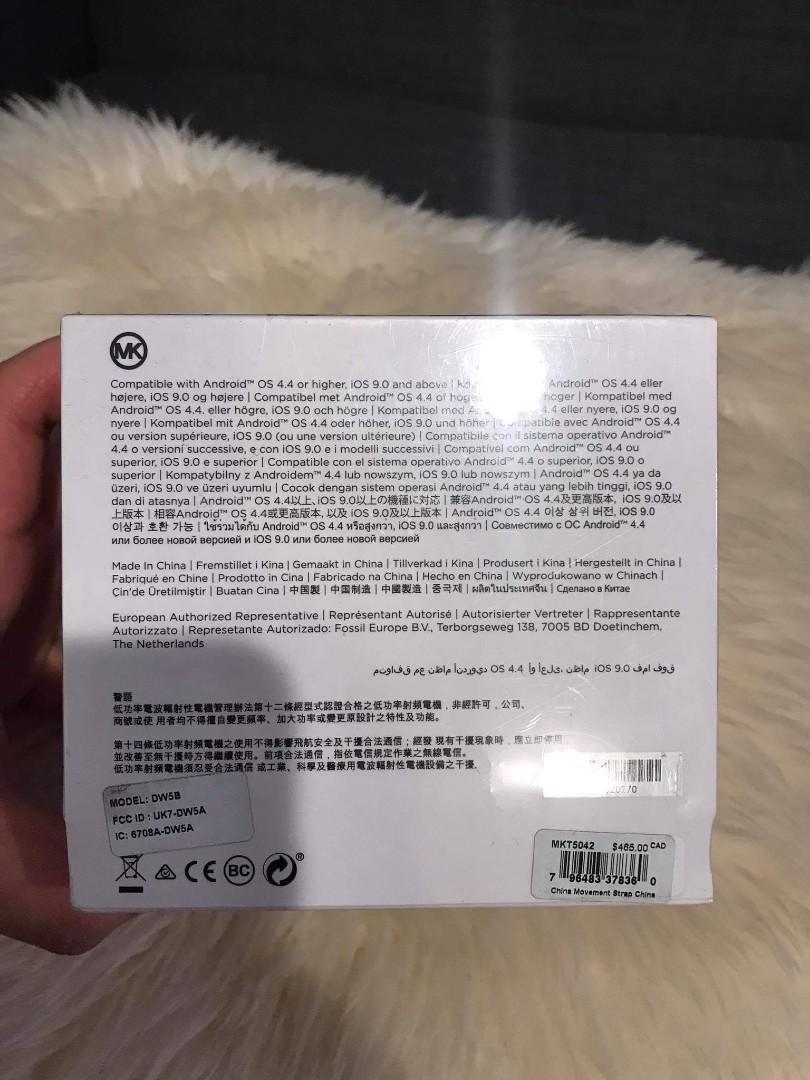 MK
Compatible with Android™ OS 4.4 or higher, iOS 9.0 and above | Android™ OS 4.4 eller
højere, iOS 9.0 og højere | Compatibel met Android™ OS 4.4 of hoger | Kompatibel med
Android™ OS 4.4. eller högre, iOS 9.0 och högre | Kompatibel med 4.4 eller nyere, iOS 9.0 og
nyere | Kompatibel mit Android™ OS 4.4 oder höher, iOS 9.0 und höher | Compatible avec Android™ OS 4.4
ou version supérieure, iOS 9.0 (ou une version ultérieure) | Compatibile con il sistema operativo Android™
4.4 o versioni successive, e con iOS 9.0 e i modelli successivi | Compatível com Android™ OS 4.4 ou
superior, iOS 9.0 e superior | Compatible con el sistema operativo Android™ 4.4 o superior, iOS 9.0 o
superior | Kompatybilny z Androidem™ 4.4 lub nowszym, iOS 9.0 lub nowszym | Android™ OS 4.4 ya da
üzeri, iOS 9.0 ve üzeri uyumlu | Cocok dengan sistem operasi Android™ 4.4 atau yang lebih tinggi, iOS 9.0
dan di atasnya | Android™ OS 4.4以上、iOS 9.0以上の機種に対応 | 兼容Android™ OS 4.4及更高版本, iOS 9.0及以
上版本 | 相容Android™ OS 4.4或更高版本, 以及 iOS 9.0及以上版本 | Android™ OS 4.4 이상 상위 버전, iOS 9.0
이상과 호환 가능 | ใช้ร่วมได้กับ Android™ OS 4.4 หรือสูงกว่า, iOS 9.0 และสูงกว่า | Совместимо с ОС Android™ 4.4
или более новой версией и iOS 9.0 или более новой версией
Made In China | Fremstillet i Kina | Gemaakt in China | Tillverkad i Kina | Produsert i Kina | Hergestellt in China |
Fabriqué en Chine | Prodotto in Cina | Fabricado na China | Hecho en China | Wyprodukowano w Chinach |
Çin'de Üretilmiştir | Buatan Cina | 中国製 | 中国制造 | 中國製造 | 중국제 | ผลิตในประเทศจีน | Сделано в Китае
European Authorized Representative | Représentant Autorisé | Autorisierter Vertreter | Rappresentante
Autorizzato | Representante Autorizado: Fossil Europe B.V., Terborgseweg 138, 7005 BD Doetinchem,
The Netherlands
قوف امف iOS 9.0 ماظن ،ىلعأ وأ OS 4.4 ديوردنأ ماظن عم قفاوتم
警語
低功率電波輻射性電機管理辦法第十二條經型式認證合格之低功率射頻電機，非經許可，公司、
商號或使 用者均不得擅自變更頻率、加大功率或變更原設計之特性及功能。
第十四條低功率射頻電機之使用不得影響飛航安全及干擾合法通信；經發 現有干擾現象時，應立即停用，
並改善至無干擾時方得繼續使用。前項合法通信，指依電信規定作業之無線電信。
低功率射頻電機須忍受合法通信 或工業、科學及醫療用電波輻射性電機設備之干擾.
MODEL: DW5B
FCC ID : UK7-DW5A
IC: 6708A-DW5A
CE BC ®
MKT5042 $465.00 CAD
7 96483 37836 0
China Movement Strap China